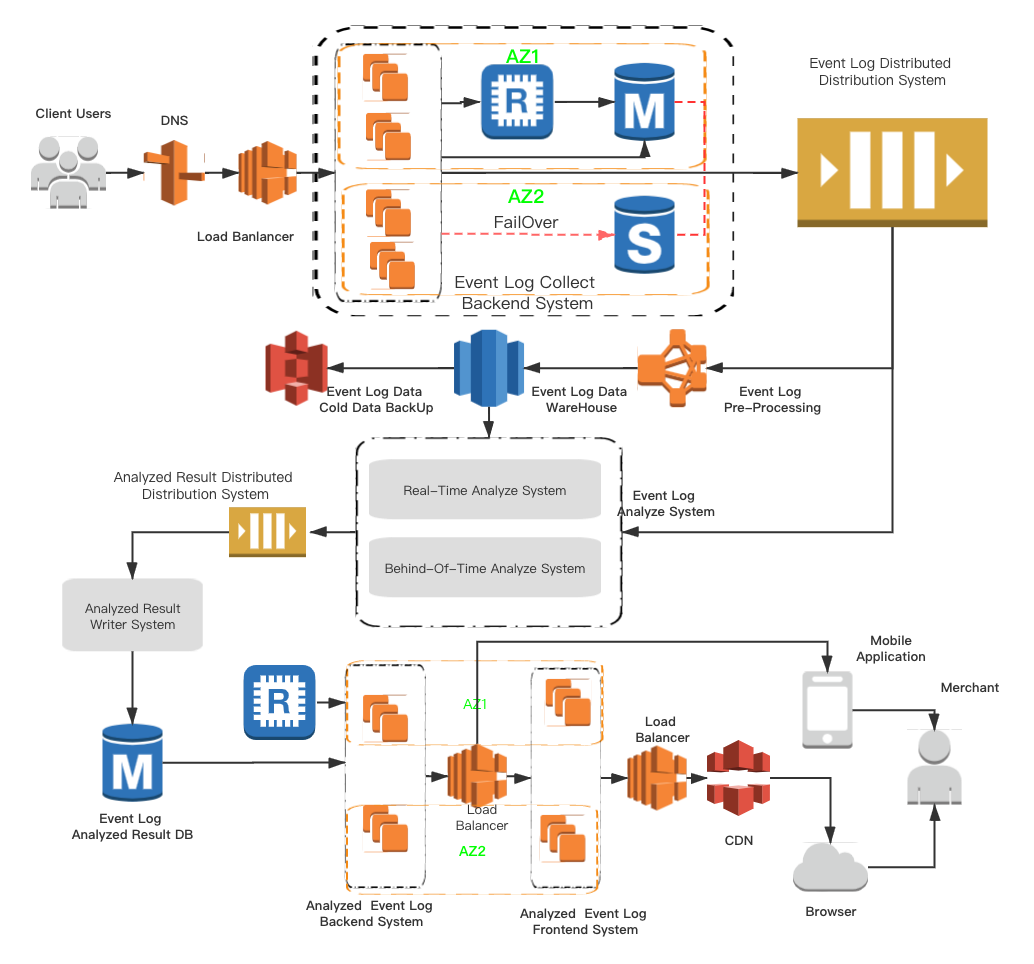 Client Users
DNS
Load Banlancer
AZ1
R
M
AZ2
FailOver
S
Event Log Collect
Backend System
Event Log Distributed
Distribution System
Event Log Data
Cold Data BackUp
Event Log Data
WareHouse
Event Log
Pre-Processing
Real-Time Analyze System
Behind-Of-Time Analyze System
Event Log
Analyze System
Analyzed Result Distributed
Distribution System
Analyzed Result
Writer System
M
Event Log
Analyzed Result DB
R
AZ1
Load
Balancer
AZ2
Analyzed Event Log
Backend System
Analyzed Event Log
Frontend System
Load
Balancer
CDN
Mobile
Application
Merchant
Browser